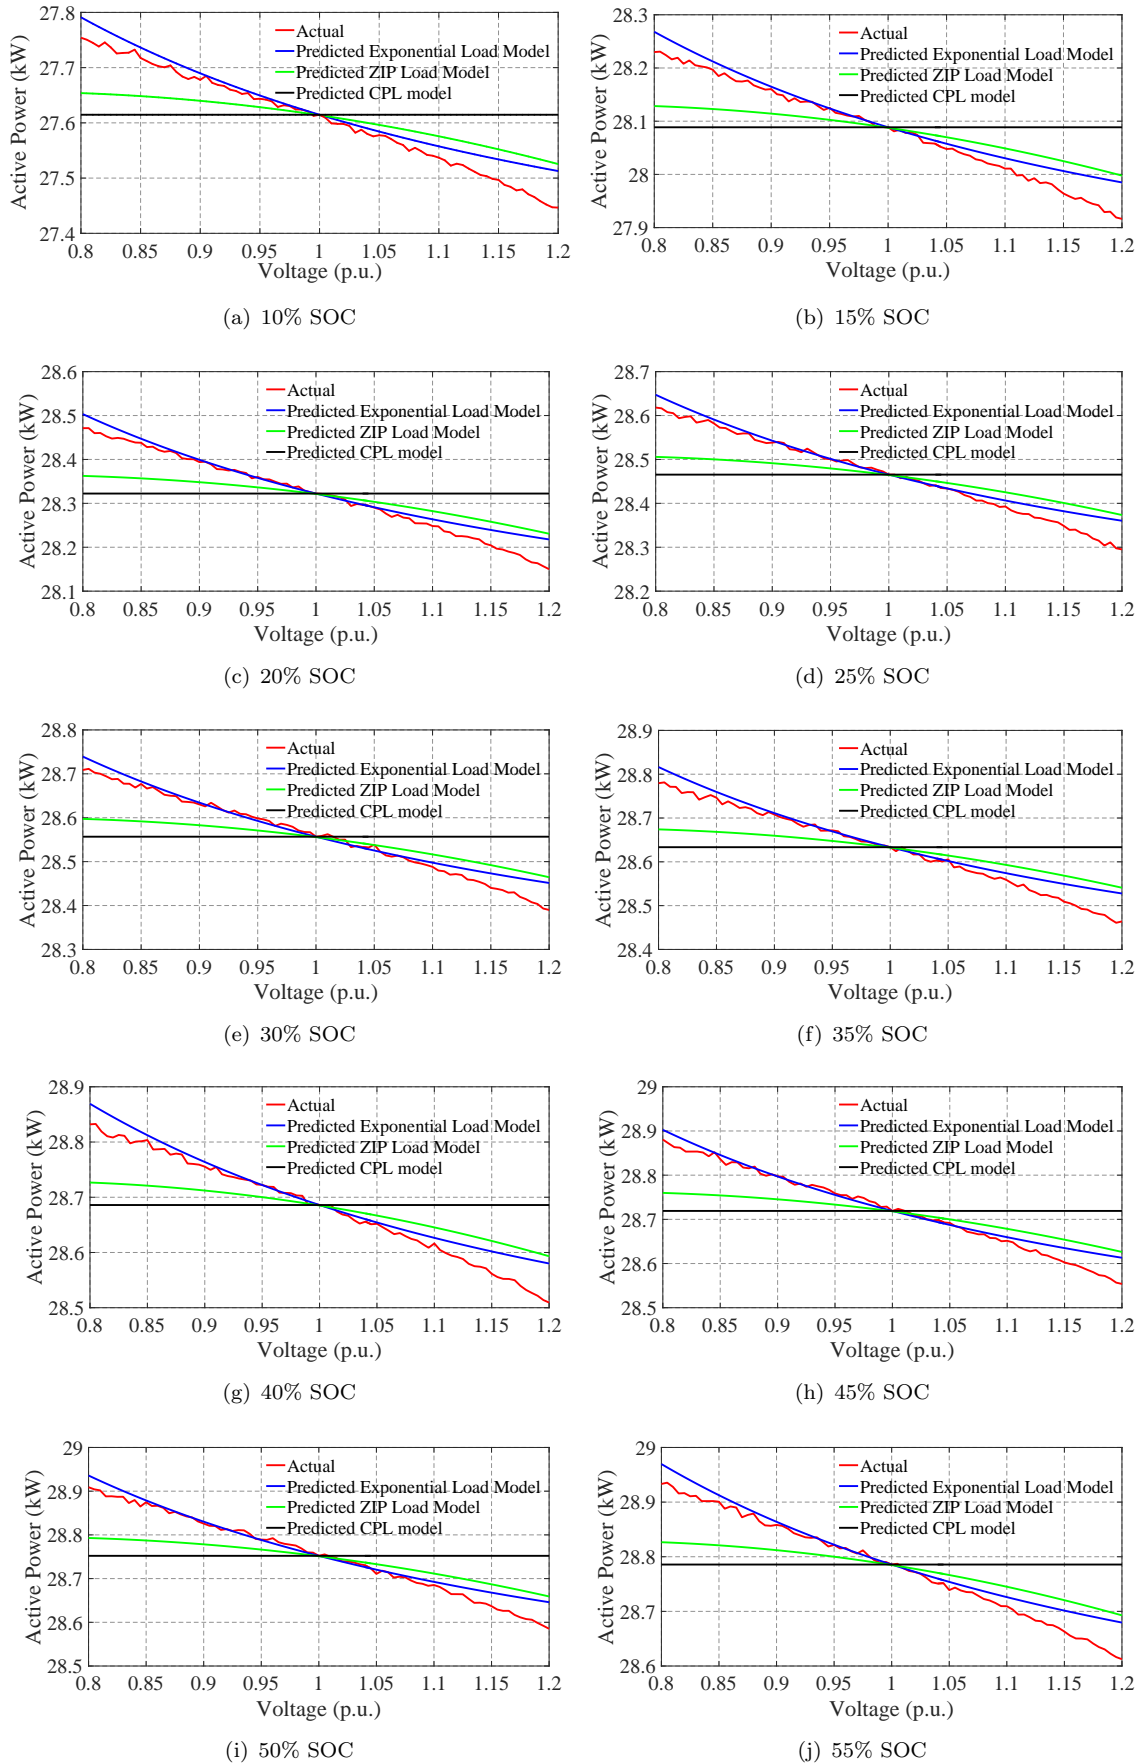 27.8
27.7
27.6
27.5
27.4
Active Power (kW)
Actual
Predicted Exponential Load Model
Predicted ZIP Load Model
Predicted CPL model
0.8 0.85 0.9 0.95 1 1.05 1.1 1.15 1.2
Voltage (p.u.)
(a) 10% SOC
28.3
28.2
28.1
28
27.9
Active Power (kW)
Actual
Predicted Exponential Load Model
Predicted ZIP Load Model
Predicted CPL model
0.8 0.85 0.9 0.95 1 1.05 1.1 1.15 1.2
Voltage (p.u.)
(b) 15% SOC
28.6
28.5
28.4
28.3
28.2
28.1
Active Power (kW)
Actual
Predicted Exponential Load Model
Predicted ZIP Load Model
Predicted CPL model
0.8 0.85 0.9 0.95 1 1.05 1.1 1.15 1.2
Voltage (p.u.)
(c) 20% SOC
28.7
28.6
28.5
28.4
28.3
28.2
Active Power (kW)
Actual
Predicted Exponential Load Model
Predicted ZIP Load Model
Predicted CPL model
0.8 0.85 0.9 0.95 1 1.05 1.1 1.15 1.2
Voltage (p.u.)
(d) 25% SOC
28.8
28.7
28.6
28.5
28.4
28.3
Active Power (kW)
Actual
Predicted Exponential Load Model
Predicted ZIP Load Model
Predicted CPL model
0.8 0.85 0.9 0.95 1 1.05 1.1 1.15 1.2
Voltage (p.u.)
(e) 30% SOC
28.9
28.8
28.7
28.6
28.5
28.4
Active Power (kW)
Actual
Predicted Exponential Load Model
Predicted ZIP Load Model
Predicted CPL model
0.8 0.85 0.9 0.95 1 1.05 1.1 1.15 1.2
Voltage (p.u.)
(f) 35% SOC
28.9
28.8
28.7
28.6
28.5
Active Power (kW)
Actual
Predicted Exponential Load Model
Predicted ZIP Load Model
Predicted CPL model
0.8 0.85 0.9 0.95 1 1.05 1.1 1.15 1.2
Voltage (p.u.)
(g) 40% SOC
29
28.9
28.8
28.7
28.6
28.5
Active Power (kW)
Actual
Predicted Exponential Load Model
Predicted ZIP Load Model
Predicted CPL model
0.8 0.85 0.9 0.95 1 1.05 1.1 1.15 1.2
Voltage (p.u.)
(h) 45% SOC
29
28.9
28.8
28.7
28.6
28.5
Active Power (kW)
Actual
Predicted Exponential Load Model
Predicted ZIP Load Model
Predicted CPL model
0.8 0.85 0.9 0.95 1 1.05 1.1 1.15 1.2
Voltage (p.u.)
(i) 50% SOC
29
28.9
28.8
28.7
28.6
Active Power (kW)
Actual
Predicted Exponential Load Model
Predicted ZIP Load Model
Predicted CPL model
0.8 0.85 0.9 0.95 1 1.05 1.1 1.15 1.2
Voltage (p.u.)
(j) 55% SOC